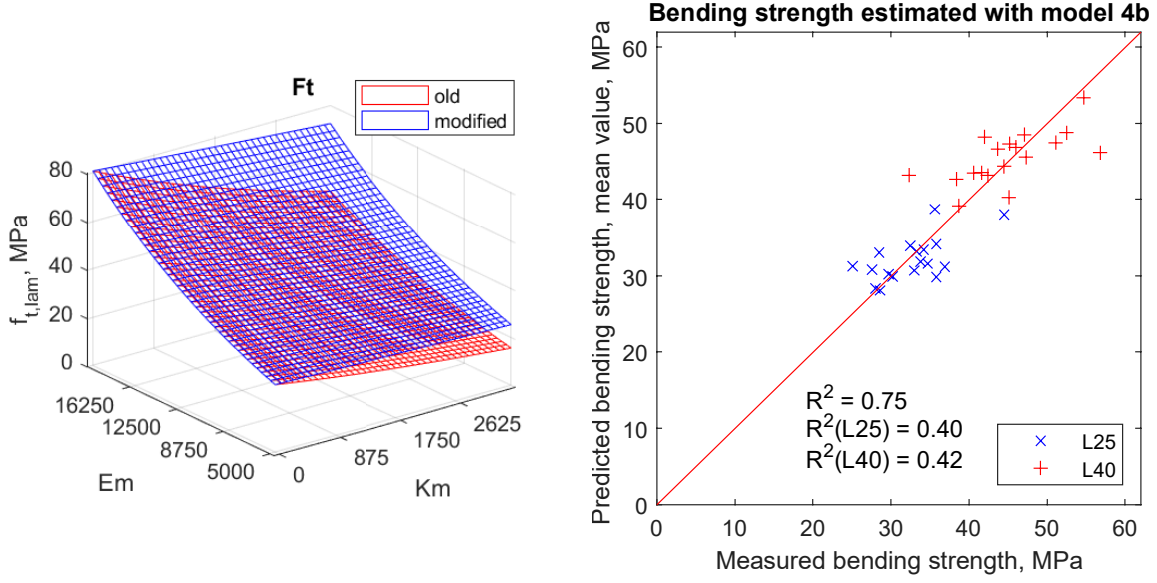 Ft
old
modified
80
60
40
20
0
f_t,lam, MPa
16250
12500
8750
5000
Em
0
875
1750
2625
Km
Bending strength estimated with model 4b
Predicted bending strength, mean value, MPa
60
50
40
30
20
10
0
R² = 0.75
R²(L25) = 0.40
R²(L40) = 0.42
L25
L40
0
10
20
30
40
50
60
Measured bending strength, MPa